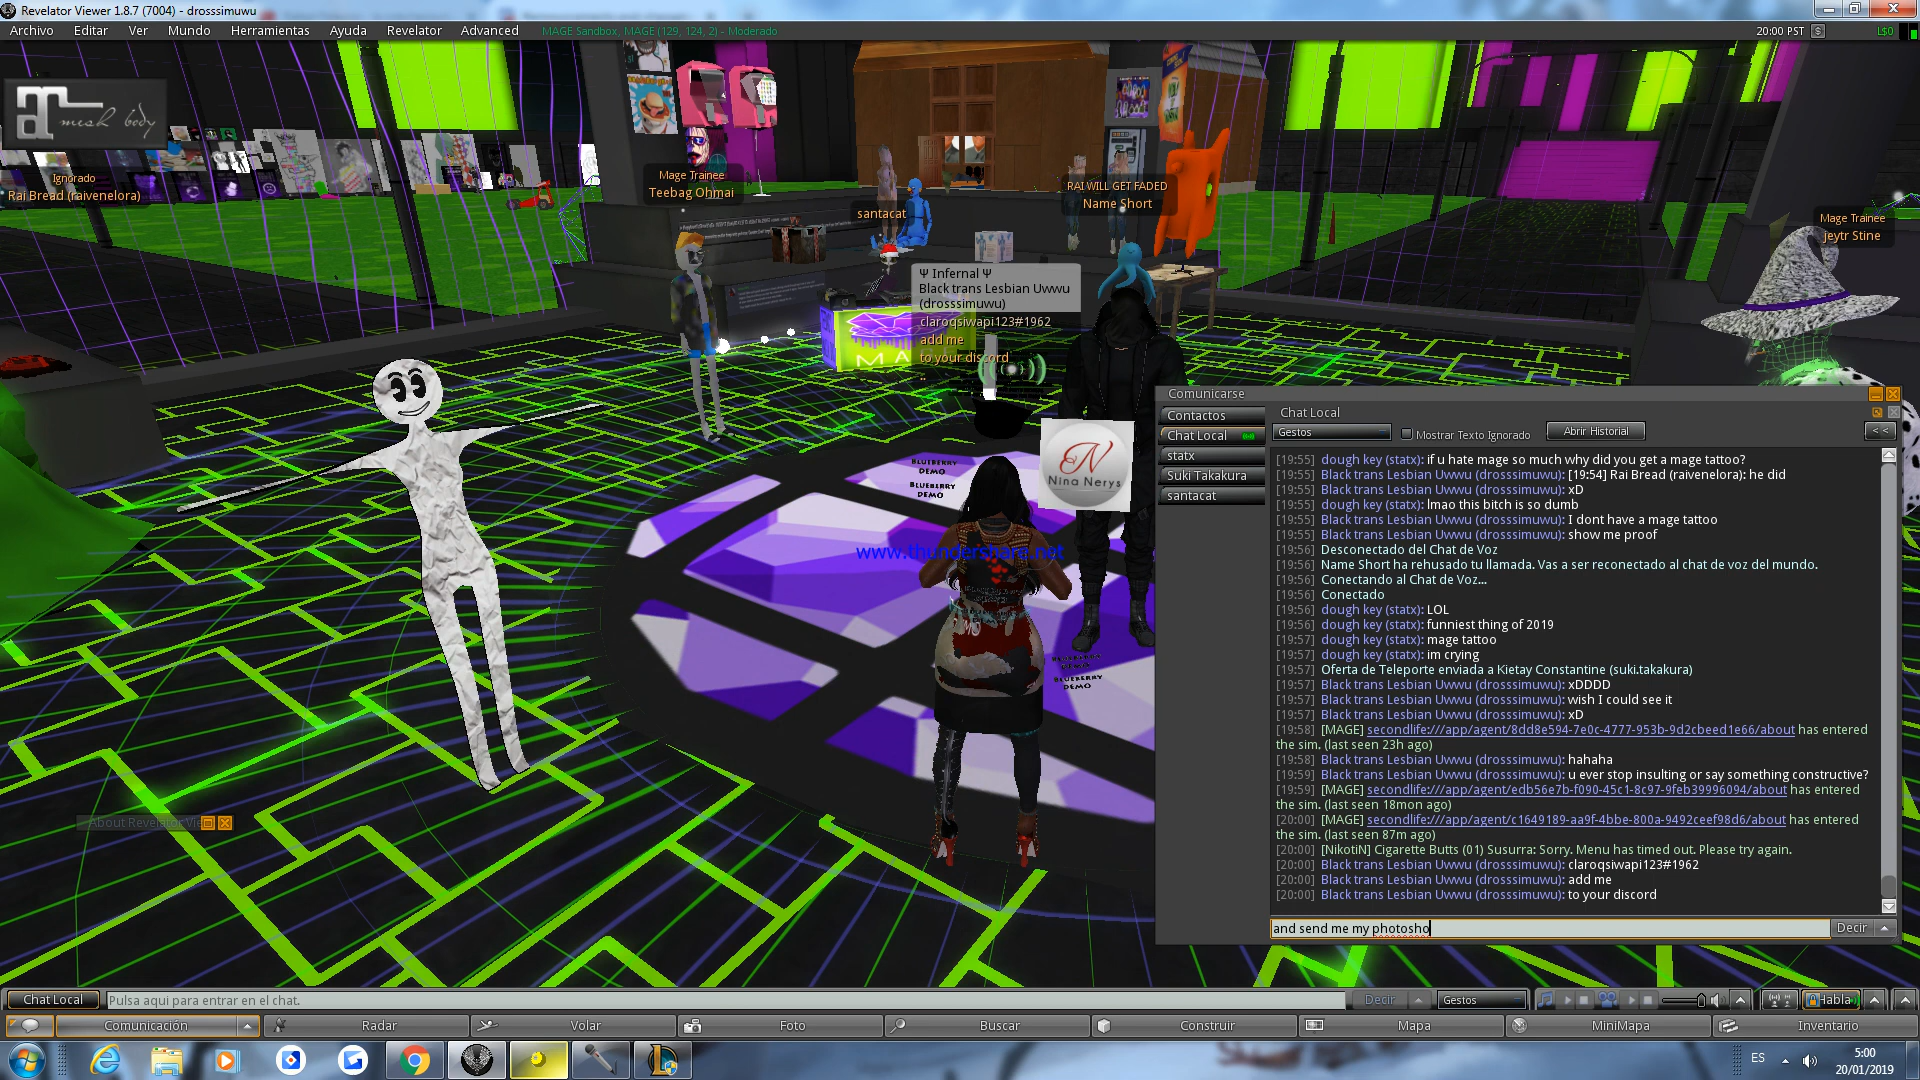 Revelator Viewer 1.8.7 (7004) - drosssimuwu
Archivo Editar Ver Mundo Herramientas Ayuda Revelator Advanced MAGE Sandbox, MAGE (129, 124, 2) - Moderado 20:00 PST L$0
mesh body
Ignorado
Rai Bread (raivenelora)
Mage Trainee
Teebag Ohmai
santacat
RAI WILL GET FADED
Name Short
Mage Trainee
jeytr Stine
Ψ Infernal Ψ
Black trans Lesbian Uwwu
(drosssimuwu)
claroqsiwapi123#1962
add me
to your discord
MA
Nina Nerys
BLUEBERRY
DEMO
BLUEBERRY
DEMO
www.thundershare.net
BLUEBERRY
DEMO
Comunicarse
Contactos
Chat Local
statx
Suki Takakura
santacat
Chat Local
Gestos
Mostrar Texto Ignorado
Abrir Historial
< <
[19:55] dough key (statx): if u hate mage so much why did you get a mage tattoo?
[19:55] Black trans Lesbian Uwwu (drosssimuwu): [19:54] Rai Bread (raivenelora): he did
[19:55] Black trans Lesbian Uwwu (drosssimuwu): xD
[19:55] dough key (statx): lmao this bitch is so dumb
[19:55] Black trans Lesbian Uwwu (drosssimuwu): I dont have a mage tattoo
[19:55] Black trans Lesbian Uwwu (drosssimuwu): show me proof
[19:56] Desconectado del Chat de Voz
[19:56] Name Short ha rehusado tu llamada. Vas a ser reconectado al chat de voz del mundo.
[19:56] Conectando al Chat de Voz...
[19:56] Conectado
[19:56] dough key (statx): LOL
[19:56] dough key (statx): funniest thing of 2019
[19:57] dough key (statx): mage tattoo
[19:57] dough key (statx): im crying
[19:57] Oferta de Teleporte enviada a Kietay Constantine (suki.takakura)
[19:57] Black trans Lesbian Uwwu (drosssimuwu): xDDDD
[19:57] Black trans Lesbian Uwwu (drosssimuwu): wish I could see it
[19:57] Black trans Lesbian Uwwu (drosssimuwu): xD
[19:58] [MAGE] secondlife:///app/agent/8dd8e594-7e0c-4777-953b-9d2cbeed1e66/about has entered
the sim. (last seen 23h ago)
[19:58] Black trans Lesbian Uwwu (drosssimuwu): hahaha
[19:59] Black trans Lesbian Uwwu (drosssimuwu): u ever stop insulting or say something constructive?
[19:59] [MAGE] secondlife:///app/agent/edb56e7b-f090-45c1-8c97-9feb39996094/about has entered
the sim. (last seen 18mon ago)
[20:00] [MAGE] secondlife:///app/agent/c1649189-aa9f-4bbe-800a-9492ceef98d6/about has entered
the sim. (last seen 87m ago)
[20:00] [NikotiN] Cigarette Butts (01) Susurra: Sorry. Menu has timed out. Please try again.
[20:00] Black trans Lesbian Uwwu (drosssimuwu): claroqsiwapi123#1962
[20:00] Black trans Lesbian Uwwu (drosssimuwu): add me
[20:00] Black trans Lesbian Uwwu (drosssimuwu): to your discord
and send me my photosho
Decir
About Revelator Vie
Chat Local Pulsa aqui para entrar en el chat. Decir Gestos Habla
Comunicación Radar Volar Foto Buscar Construir Mapa MiniMapa Inventario
ES
5:00
20/01/2019